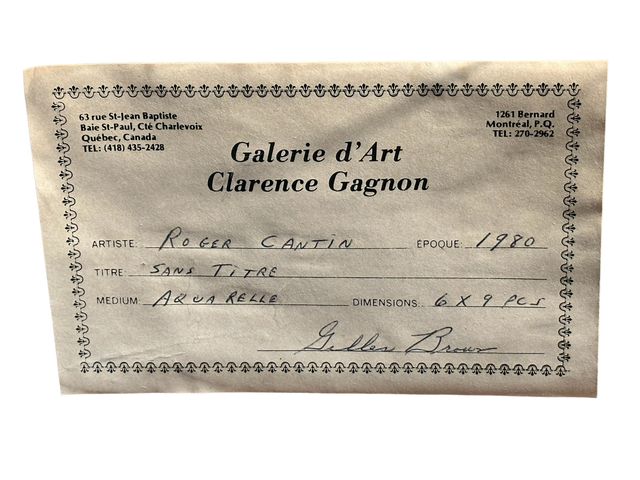 63 rue St-Jean Baptiste
Baie St-Paul, Cté Charlevoix
Québec, Canada
TEL: (418) 435-2428
1261 Bernard
Montréal, P.Q.
TEL: 270-2962
Galerie d'Art
Clarence Gagnon
ARTISTE: ROGER CANTIN ÉPOQUE: 1980
TITRE: SANS TITRE
MEDIUM: AQUARELLE DIMENSIONS: 6 X 9 PCS
Gilles Brown